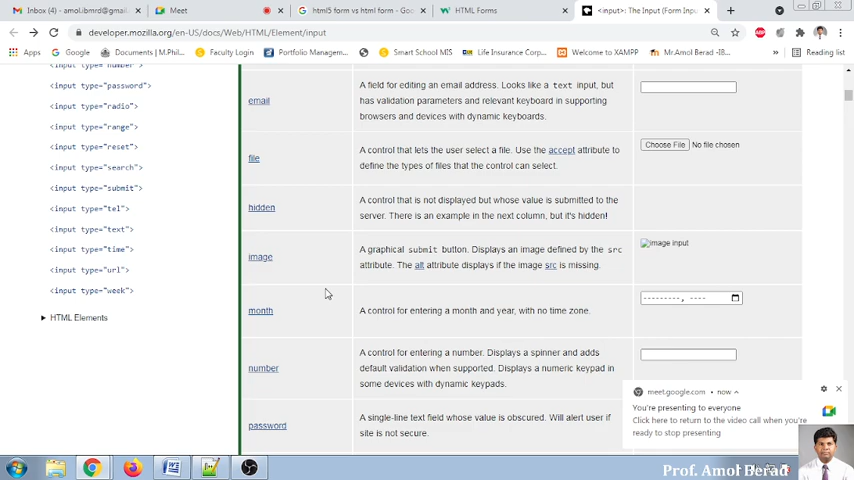 Inbox (4) - amol.ibmrd@gmail.
Meet
html5 form vs html form - Goo
HTML Forms
<input>: The Input (Form Inpu
developer.mozilla.org/en-US/docs/Web/HTML/Element/input
Apps
Google
Documents (M.Phil...
Faculty Login
Portfolio Managem...
Smart School MIS
Life Insurance Corp...
Welcome to XAMPP
Mr.Amol Berad -IB...
Reading list
<input type="number">
<input type="password">
<input type="radio">
<input type="range">
<input type="reset">
<input type="search">
<input type="submit">
<input type="tel">
<input type="text">
<input type="time">
<input type="url">
<input type="week">
HTML Elements
email
A field for editing an email address. Looks like a text input, but
has validation parameters and relevant keyboard in supporting
browsers and devices with dynamic keyboards.
file
A control that lets the user select a file. Use the accept attribute to
define the types of files that the control can select.
Choose File No file chosen
hidden
A control that is not displayed but whose value is submitted to the
server. There is an example in the next column, but it's hidden!
image
A graphical submit button. Displays an image defined by the src
attribute. The alt attribute displays if the image src is missing.
image input
month
A control for entering a month and year, with no time zone.
---------, ----
number
A control for entering a number. Displays a spinner and adds
default validation when supported. Displays a numeric keypad in
some devices with dynamic keypads.
password
A single-line text field whose value is obscured. Will alert user if
site is not secure.
meet.google.com • now
You're presenting to everyone
Click here to return to the video call when you're
ready to stop presenting
Prof. Amol Berad